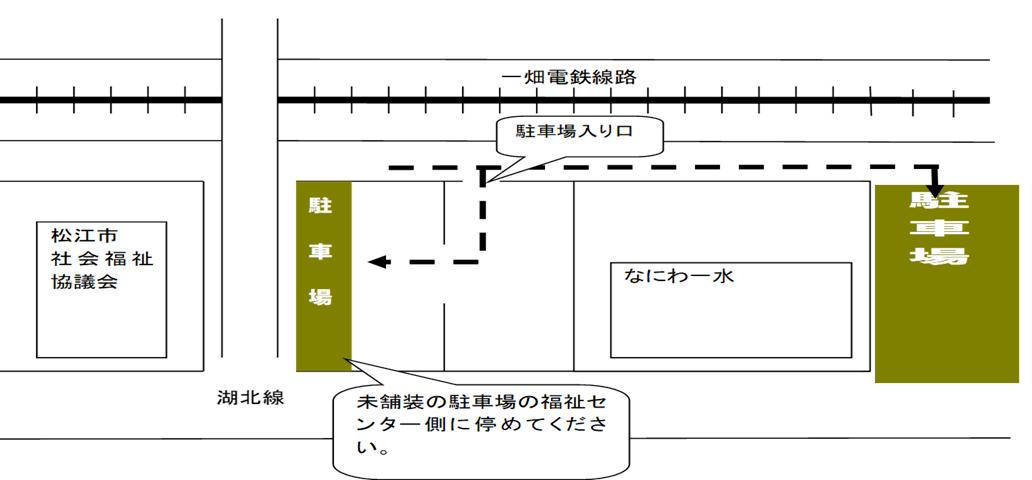 一畑電鉄線路
駐車場入り口
駐車場
駐車場
松江市
社会福祉
協議会
なにわ一水
湖北線
未舗装の駐車場の福祉セ
ンター側に停めてくださ
い。